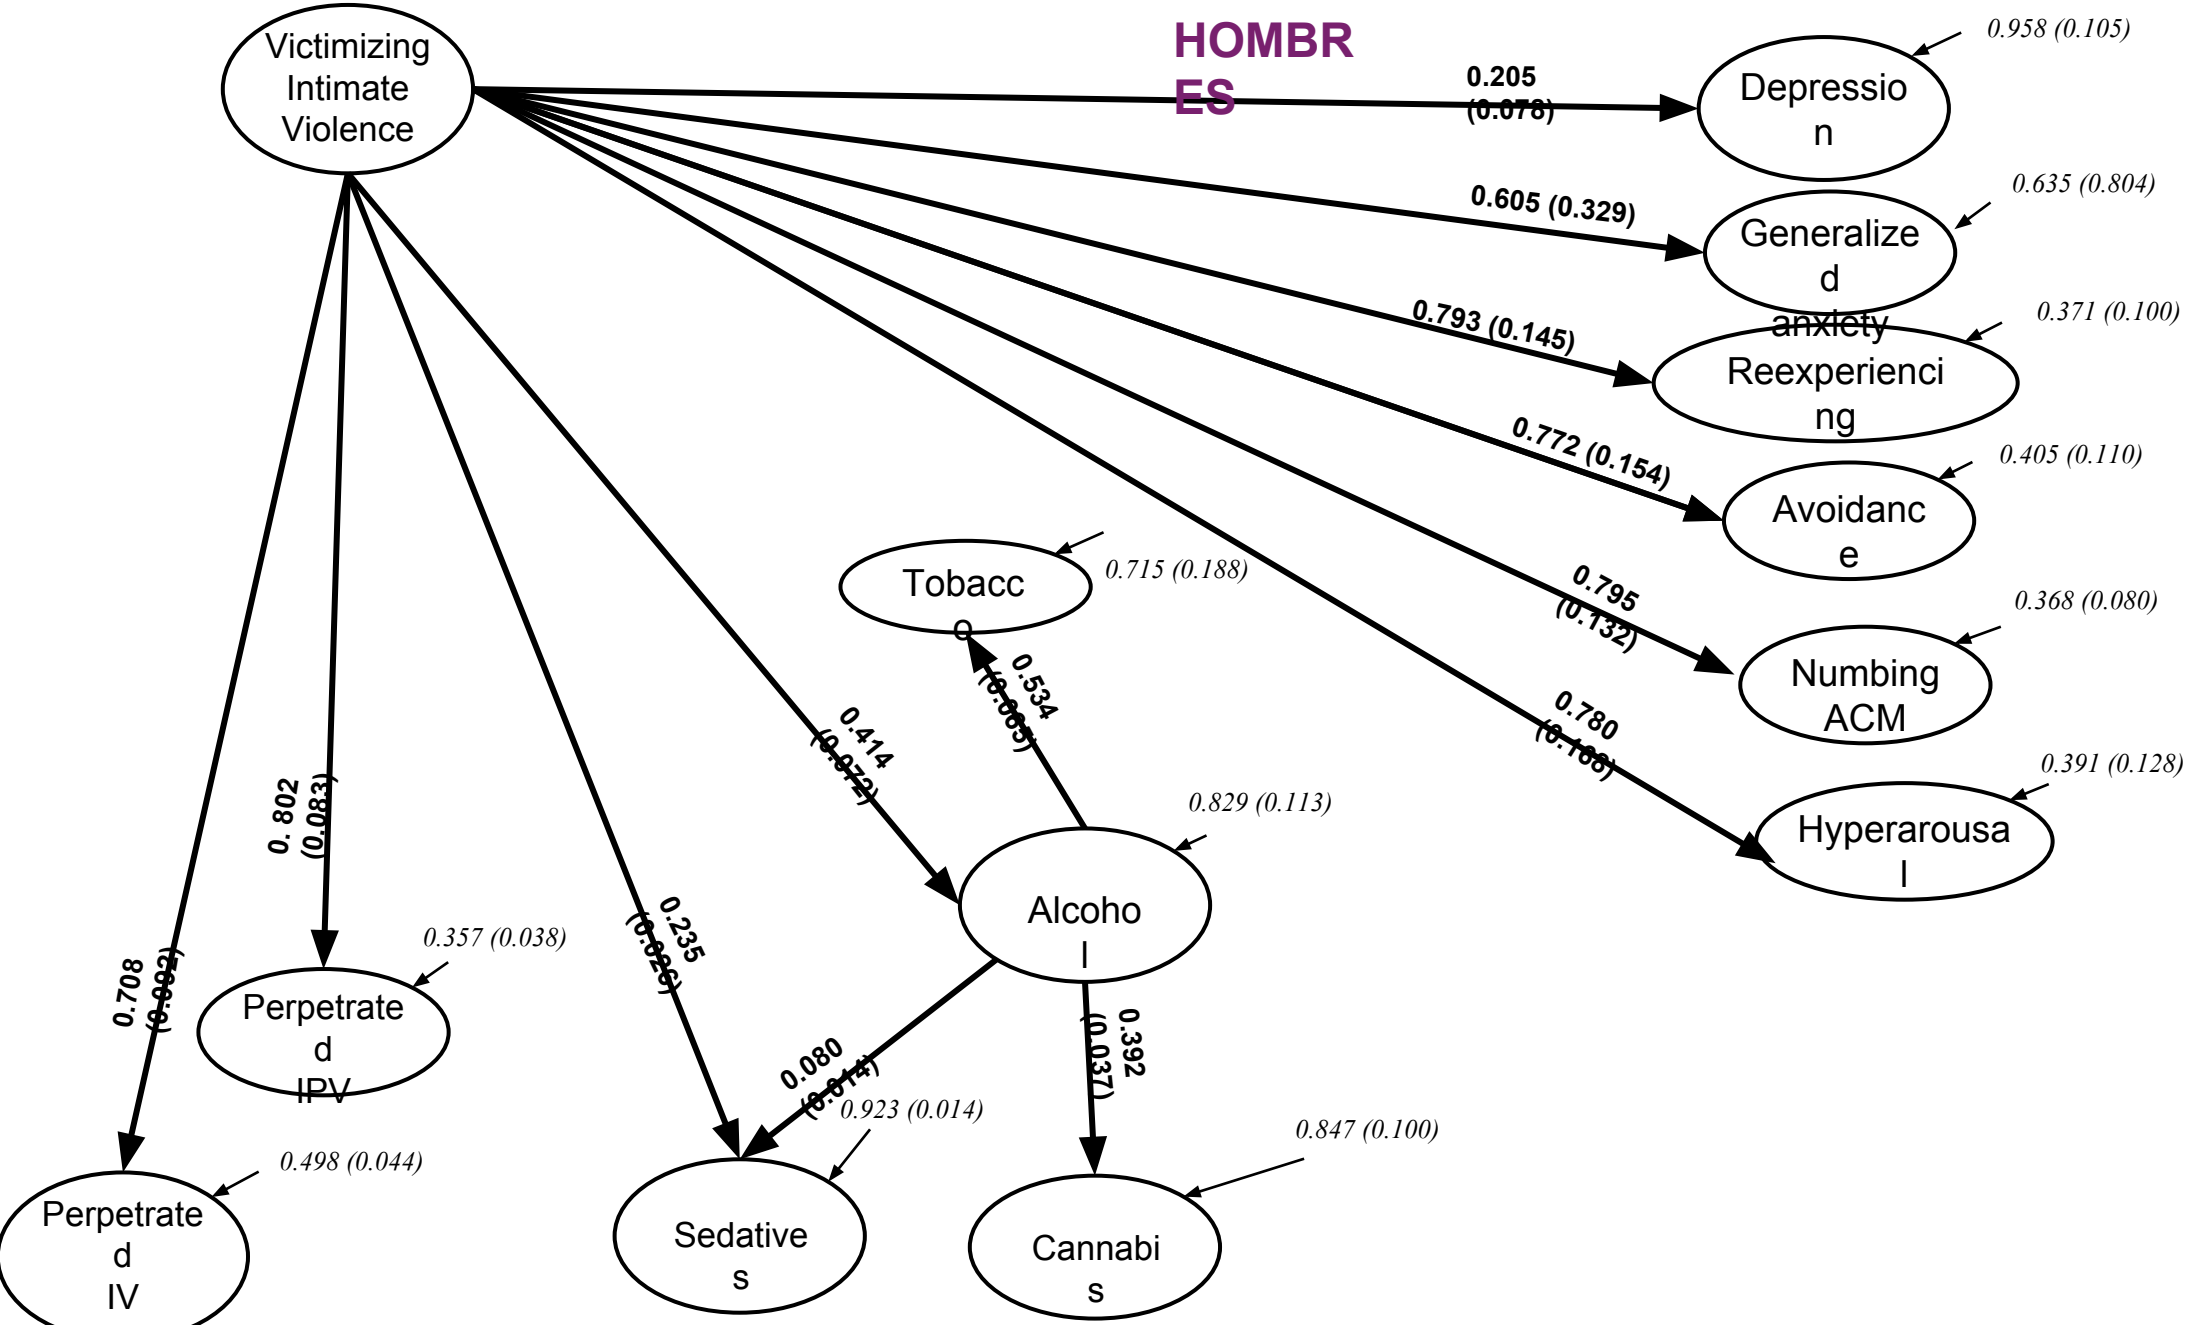 Victimizing
Intimate
Violence
HOMBR
ES
0.205
(0.078)
0.958 (0.105)
Depressio
n
0.605 (0.329)
0.635 (0.804)
Generalize
d
anxiety
0.793 (0.145)
0.371 (0.100)
Reexperienci
ng
0.772 (0.154)
0.405 (0.110)
Avoidanc
e
0.795
(0.132)
0.368 (0.080)
Numbing
ACM
0.780
0.391 (0.128)
Hyperarousa
l
Tobacc
o
0.715 (0.188)
0.534
(0.065)
0.414
(0.072)
0.829 (0.113)
Alcoho
l
0. 802
(0.083)
0.357 (0.038)
Perpetrate
d
IPV
0.708
(0.092)
0.498 (0.044)
Perpetrate
d
IV
0.235
(0.026)
0.080
(0.014)
0.923 (0.014)
Sedative
s
0.392
(0.037)
0.847 (0.100)
Cannabi
s